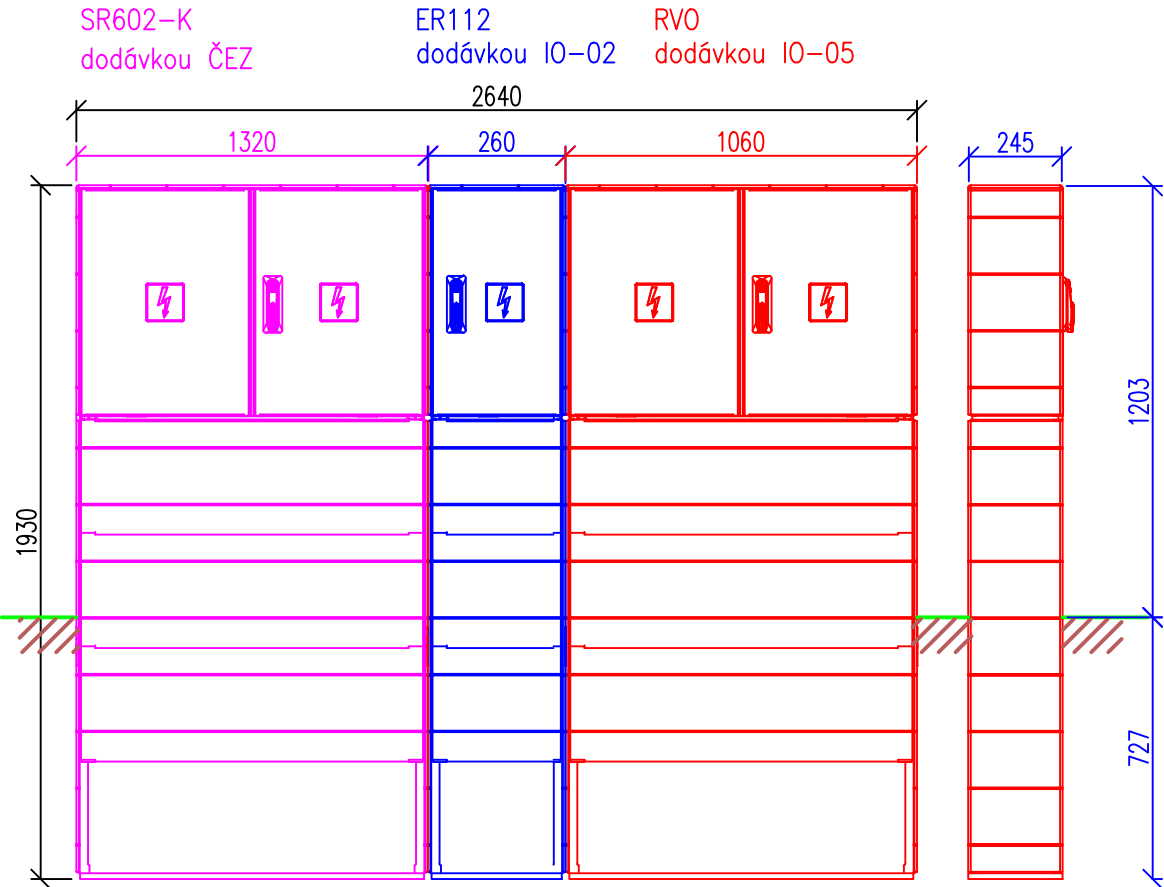 SR602-K
dodávkou ČEZ
ER112
dodávkou IO-02
RVO
dodávkou IO-05
2640
1320
260
1060
245
1930
1203
727